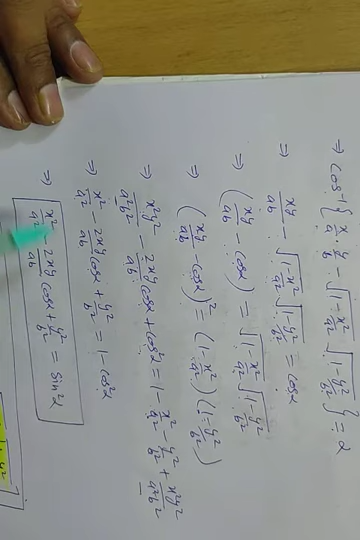 ⇒ cos⁻¹{x/a · y/b − √(1−x²/a²) √(1−y²/b²)} = α
⇒ xy/ab − √(1−x²/a²) √(1−y²/b²) = cosα
⇒ (xy/ab − cosα) = √(1−x²/a²) √(1−y²/b²)
⇒ (xy/ab − cosα)² = (1−x²/a²)(1−y²/b²)
⇒ x²y²/a²b² − 2xy/ab cosα + cos²α = 1 − x²/a² − y²/b² + x²y²/a²b²
⇒ x²/a² − 2xy/ab cosα + y²/b² = 1 − cos²α
⇒ x²/a² − 2xy/ab cosα + y²/b² = sin²α